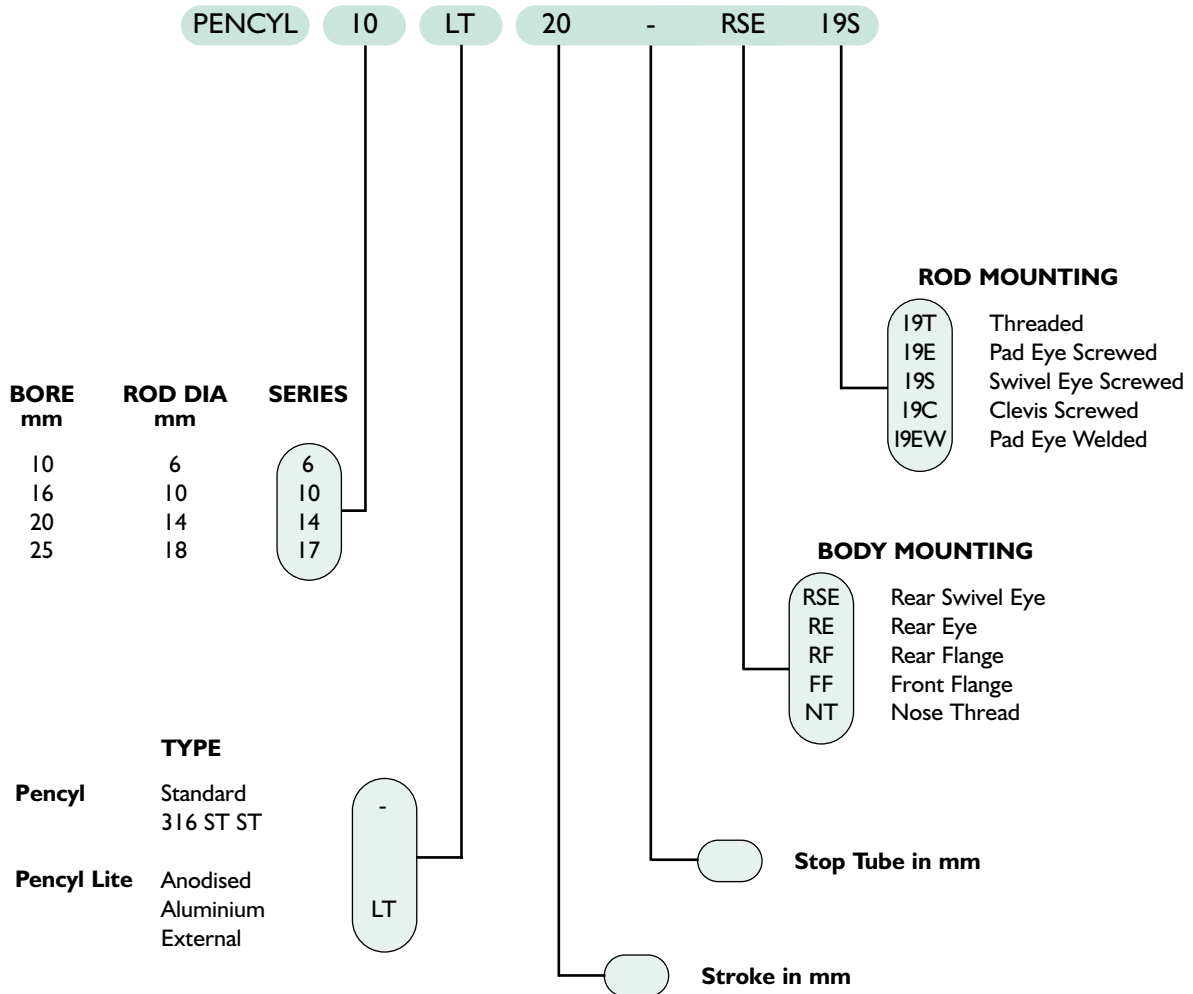 PENCYL 10 LT 20 - RSE 19S
ROD MOUNTING
19T Threaded
19E Pad Eye Screwed
19S Swivel Eye Screwed
19C Clevis Screwed
19EW Pad Eye Welded
BORE mm ROD DIA mm SERIES
10 6 6
16 10 10
20 14 14
25 18 17
BODY MOUNTING
RSE Rear Swivel Eye
RE Rear Eye
RF Rear Flange
FF Front Flange
NT Nose Thread
TYPE
Pencyl Standard -
316 ST ST
Pencyl Lite Anodised
Aluminium LT
External
Stop Tube in mm
Stroke in mm